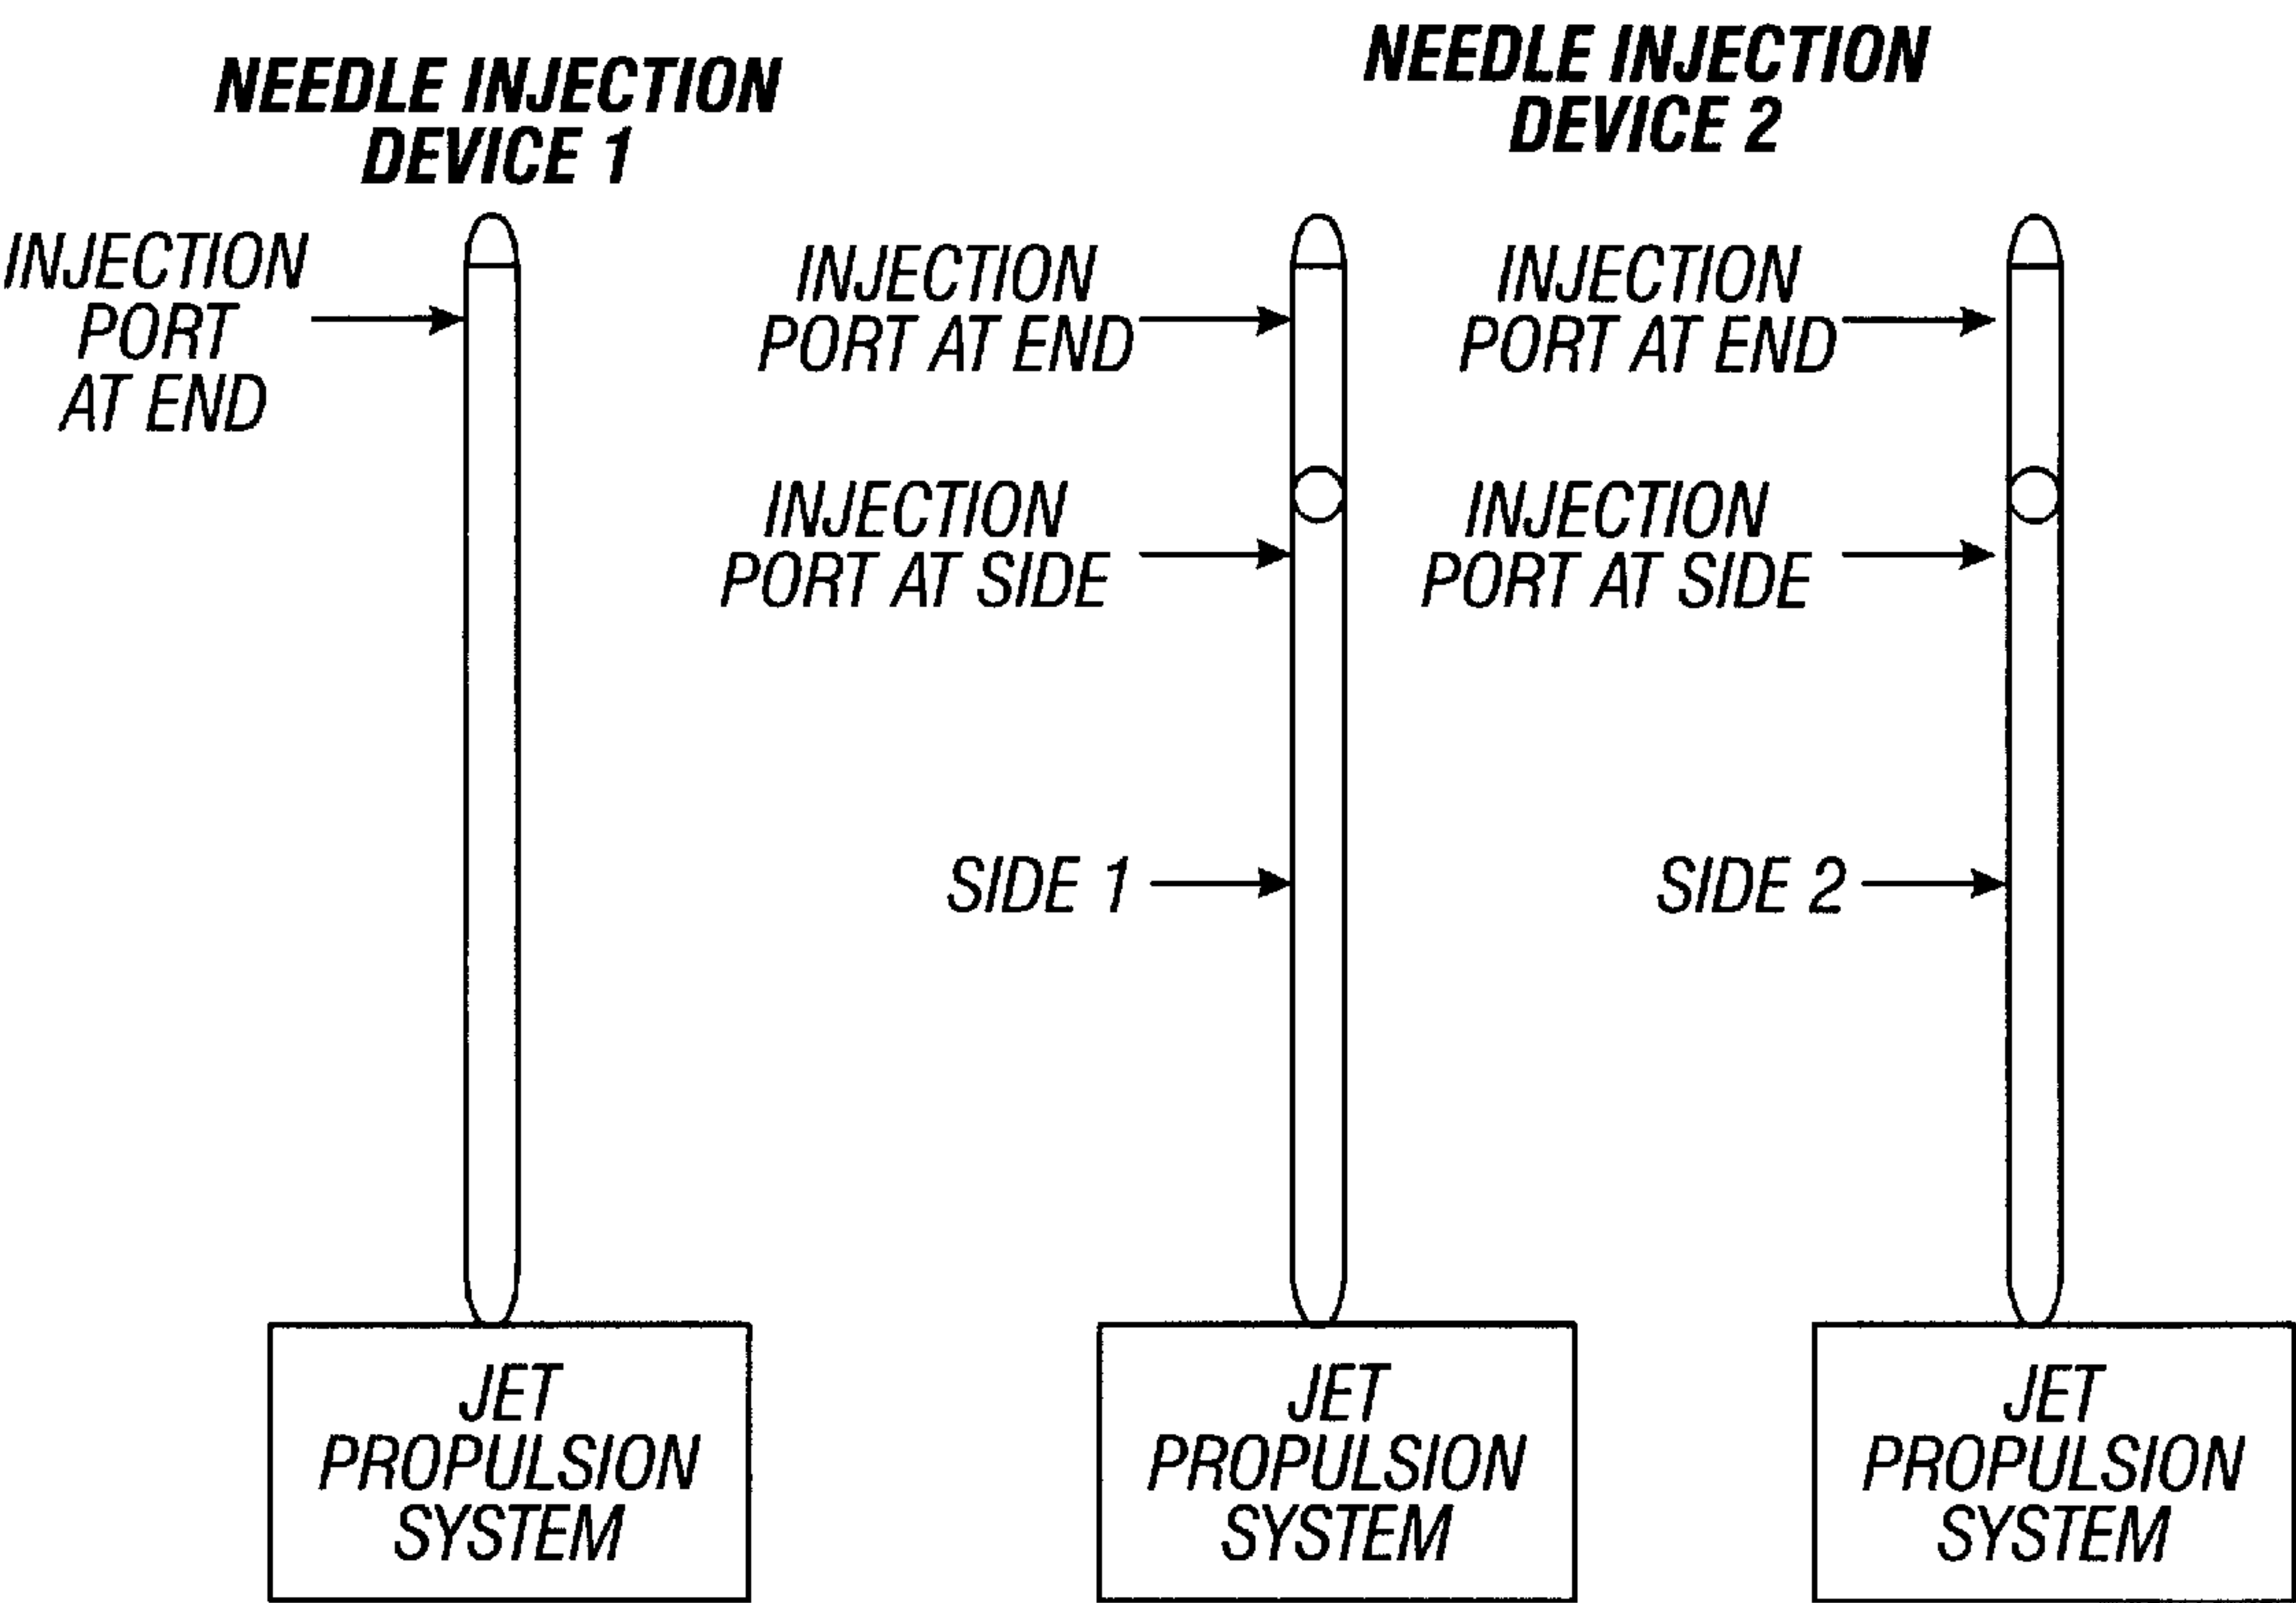 NEEDLE INJECTION
DEVICE 1
NEEDLE INJECTION
DEVICE 2
INJECTION
PORT
AT END
INJECTION
PORT AT END
INJECTION
PORT AT END
INJECTION
PORT AT SIDE
INJECTION
PORT AT SIDE
SIDE 1
SIDE 2
JET
PROPULSION
SYSTEM
JET
PROPULSION
SYSTEM
JET
PROPULSION
SYSTEM